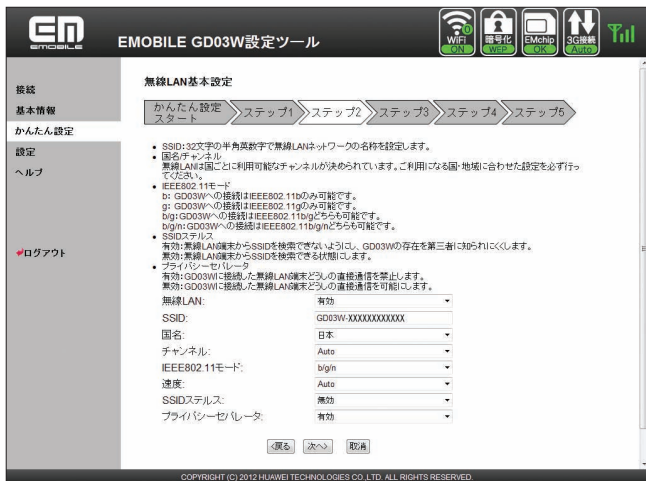 EM
EMOBILE
EMOBILE GD03W設定ツール
WiFi
ON
暗号化
WEP
EMchip
OK
3G接続
Auto
接続
基本情報
かんたん設定
設定
ヘルプ
ログアウト
無線LAN基本設定
かんたん設定
スタート
ステップ1
ステップ2
ステップ3
ステップ4
ステップ5
• SSID:32文字の半角英数字で無線LANネットワークの名称を設定します。
• 国名/チャンネル
無線LANは国ごとに利用可能なチャンネルが決められています。ご利用になる国・地域に合わせた設定を必ず行っ
てください。
• IEEE802.11モード
b: GD03Wへの接続はIEEE802.11bのみ可能です。
g: GD03Wへの接続はIEEE802.11gのみ可能です。
b/g:GD03Wへの接続はIEEE802.11b/gどちらも可能です。
b/g/n:GD03Wへの接続はIEEE802.11b/g/nどちらも可能です。
• SSIDステルス
有効:無線LAN端末からSSIDを検索できないようにし、GD03Wの存在を第三者に知られにくくします。
無効:無線LAN端末からSSIDを検索できる状態にします。
• プライバシーセパレータ
有効:GD03Wに接続した無線LAN端末どうしの直接通信を禁止します。
無効:GD03Wに接続した無線LAN端末どうしの直接通信を可能にします。
無線LAN: 有効
SSID: GD03W-XXXXXXXXXXXX
国名: 日本
チャンネル: Auto
IEEE802.11モード: b/g/n
速度: Auto
SSIDステルス: 無効
プライバシーセパレータ: 有効
<戻る 次へ> 取消
COPYRIGHT (C) 2012 HUAWEI TECHNOLOGIES CO.,LTD. ALL RIGHTS RESERVED.